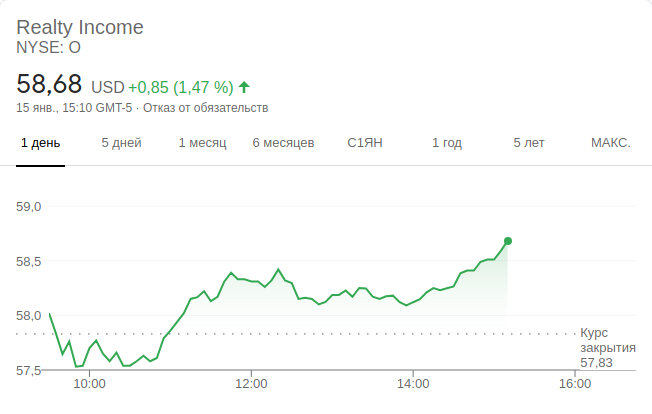 Realty Income
NYSE: O
58,68 USD +0,85 (1,47 %)
15 янв., 15:10 GMT-5 · Отказ от обязательств
1 день 5 дней 1 месяц 6 месяцев С1ЯН 1 год 5 лет МАКС.
59,0
58,5
58,0
57,5
Курс
закрытия
57,83
10:00 12:00 14:00 16:00